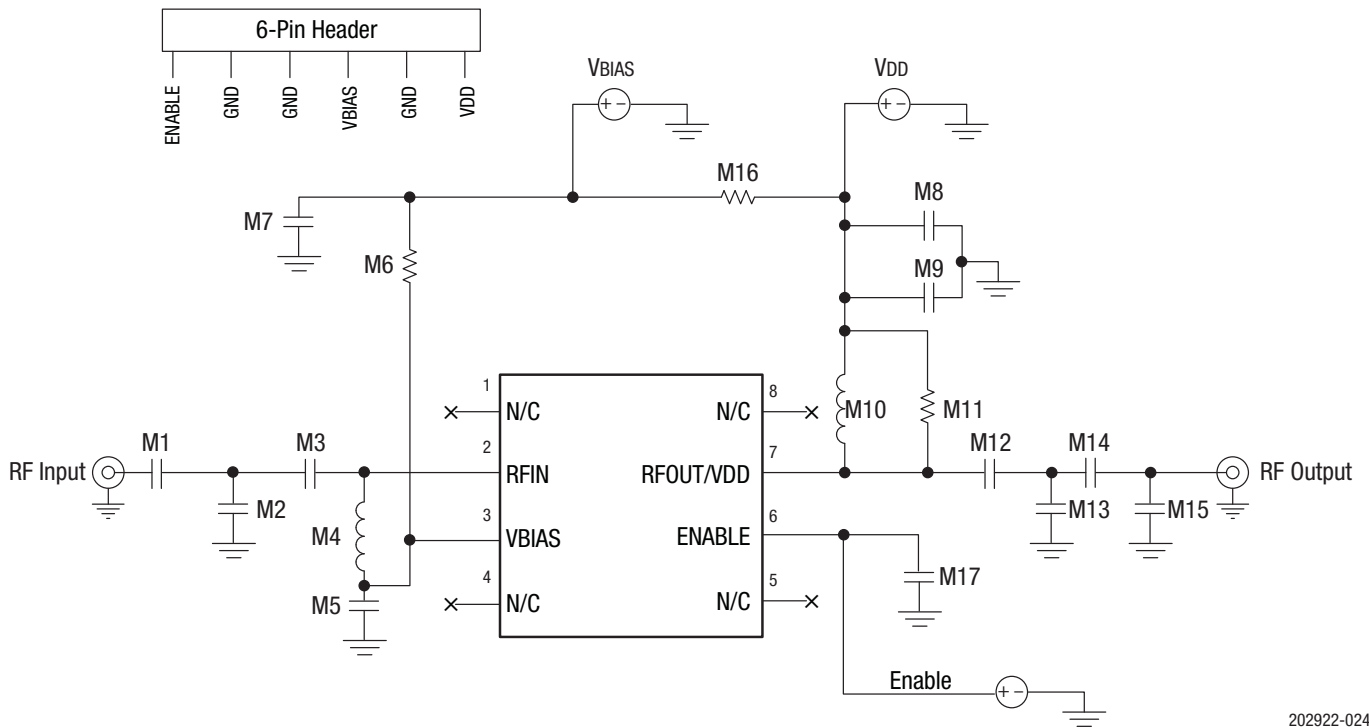 6-Pin Header
ENABLE
GND
GND
VBIAS
GND
VDD
VBIAS
VDD
M16
M8
M7
M6
M9
1
8
N/C
N/C
M10
M11
M1
M3
2
7
M12
M14
RF Input
RFIN
RFOUT/VDD
RF Output
M2
M13
M15
3
6
M4
VBIAS
ENABLE
4
5
M17
M5
N/C
N/C
Enable
202922-024